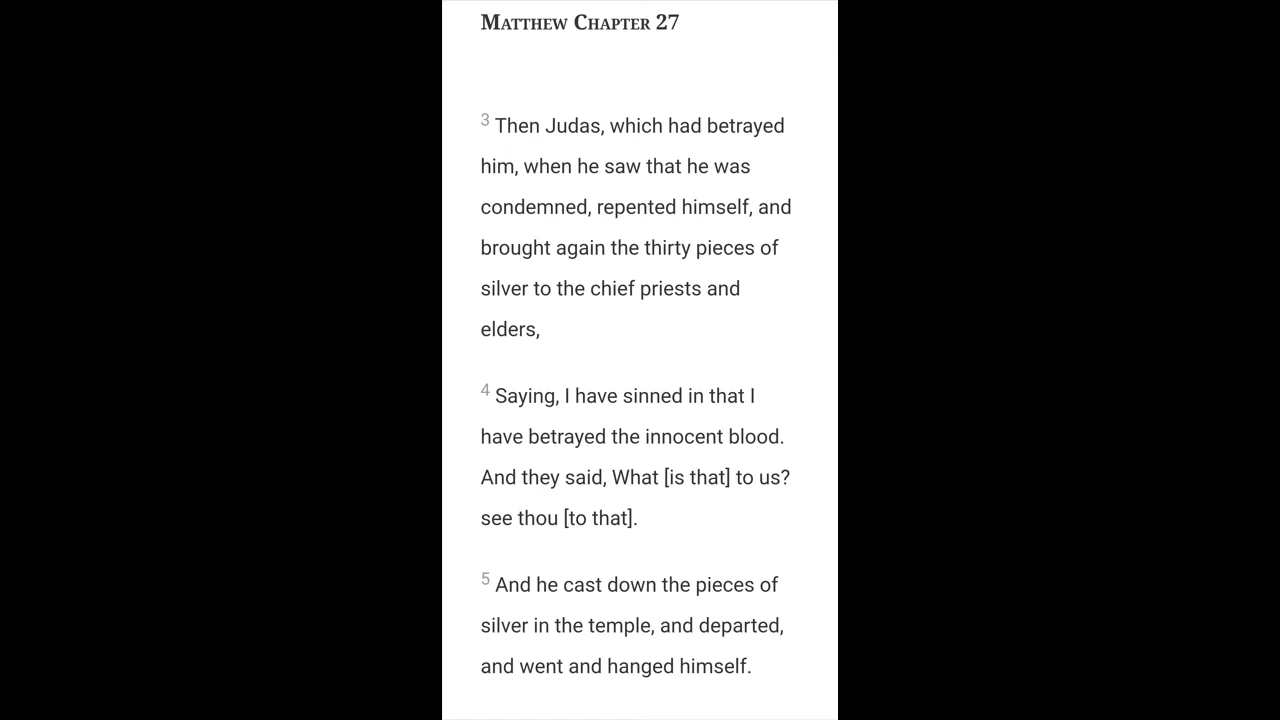 Matthew Chapter 27
3 Then Judas, which had betrayed
him, when he saw that he was
condemned, repented himself, and
brought again the thirty pieces of
silver to the chief priests and
elders,
4 Saying, I have sinned in that I
have betrayed the innocent blood.
And they said, What [is that] to us?
see thou [to that].
5 And he cast down the pieces of
silver in the temple, and departed,
and went and hanged himself.